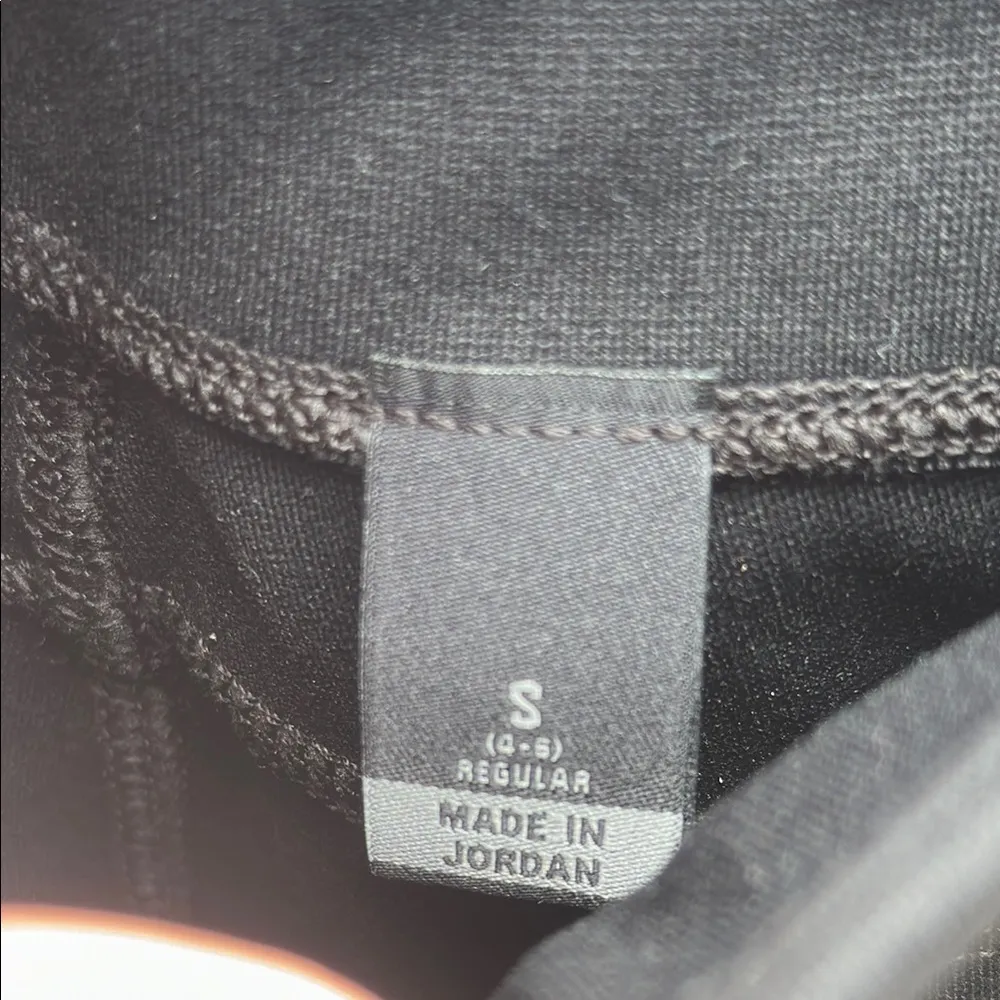 S
(4-6)
REGULAR
MADE IN
JORDAN